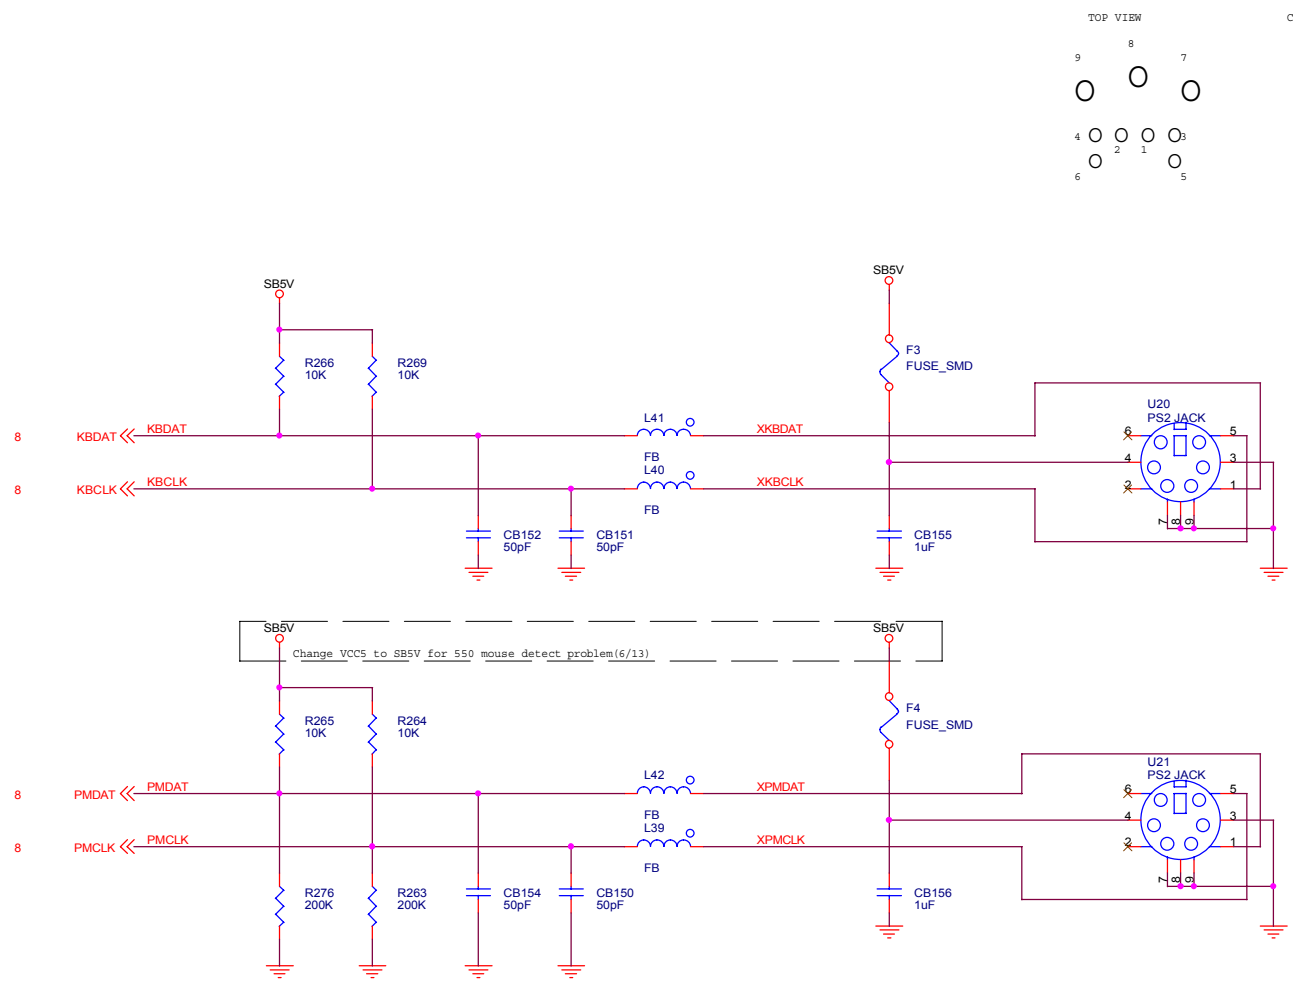 TOP VIEW
C
8
9
7
4
3
2
1
6
5
SB5V
SB5V
R266
10K
R269
10K
F3
FUSE_SMD
U20
PS2 JACK
8
KBDAT
KBDAT
L41
XKBDAT
6
5
FB
4
3
8
KBCLK
KBCLK
L40
XKBCLK
2
1
FB
7
8
9
CB152
50pF
CB151
50pF
CB155
1uF
SB5V
SB5V
Change VCC5 to SB5V for 550 mouse detect problem(6/13)
R265
10K
R264
10K
F4
FUSE_SMD
U21
PS2 JACK
8
PMDAT
PMDAT
L42
XPMDAT
6
5
FB
4
3
8
PMCLK
PMCLK
L39
XPMCLK
2
1
FB
7
8
9
R276
200K
R263
200K
CB154
50pF
CB150
50pF
CB156
1uF